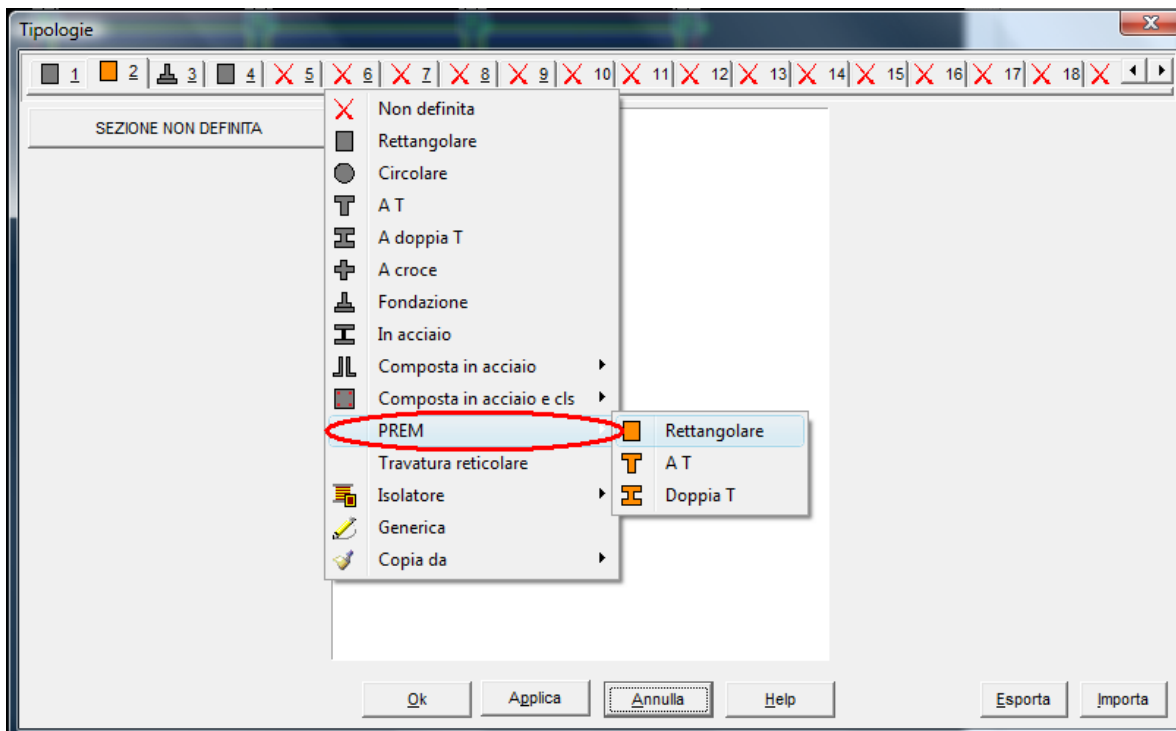 Tipologie
1 2 3 4 5 6 7 8 9 10 11 12 13 14 15 16 17 18
SEZIONE NON DEFINITA
Non definita
Rettangolare
Circolare
A T
A doppia T
A croce
Fondazione
In acciaio
Composta in acciaio
Composta in acciaio e cls
PREM
Rettangolare
Travatura reticolare
A T
Isolatore
Doppia T
Generica
Copia da
Ok Applica Annulla Help Esporta Importa